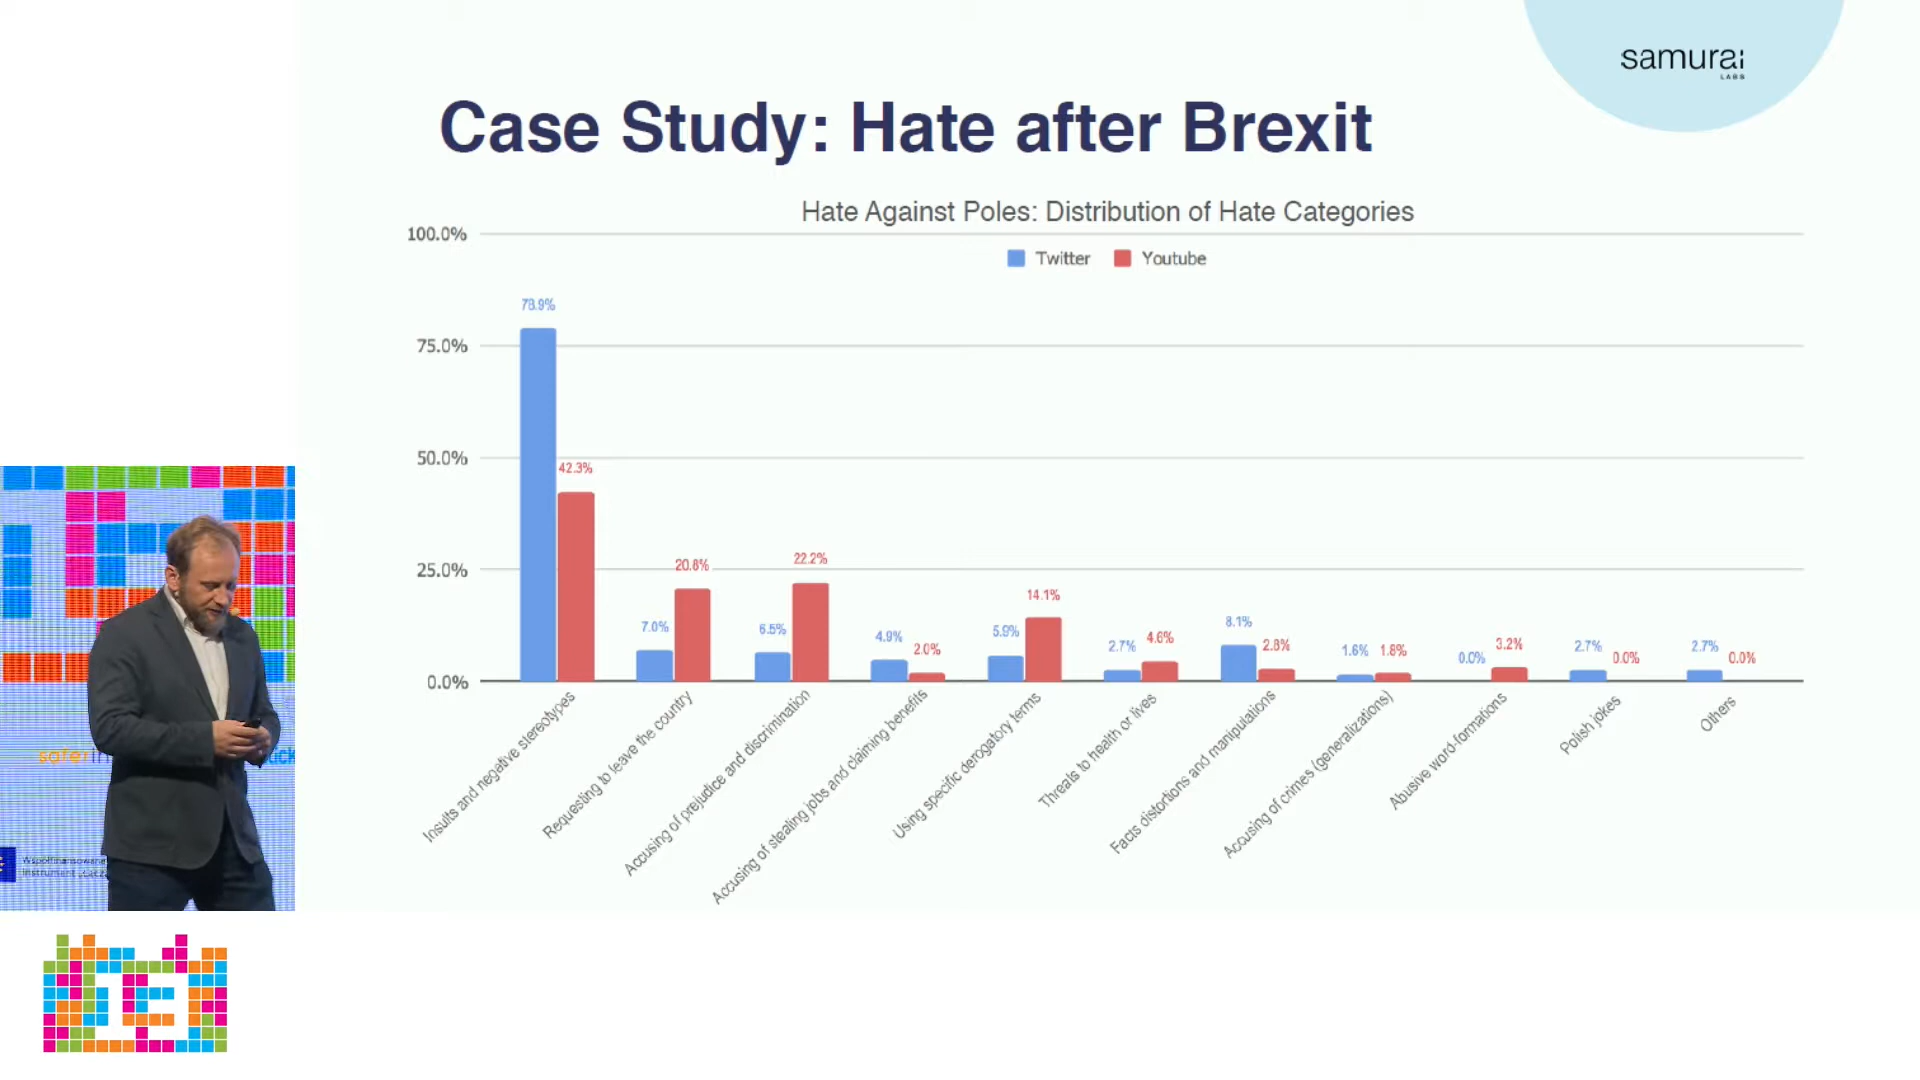 samurai
LABS
Case Study: Hate after Brexit
Hate Against Poles: Distribution of Hate Categories
Twitter Youtube
100.0%
75.0%
50.0%
25.0%
0.0%
78.9%
42.3%
7.0%
20.8%
6.5%
22.2%
4.9%
2.0%
5.9%
14.1%
2.7%
4.6%
8.1%
2.8%
1.6%
1.8%
0.0%
3.2%
2.7%
0.0%
2.7%
0.0%
Insults and negative stereotypes
Requesting to leave the country
Accusing of prejudice and discrimination
Accusing of stealing jobs and claiming benefits
Using specific derogatory terms
Threats to health or lives
Facts distortions and manipulations
Accusing of crimes (generalizations)
Abusive word-formations
Polish jokes
Others